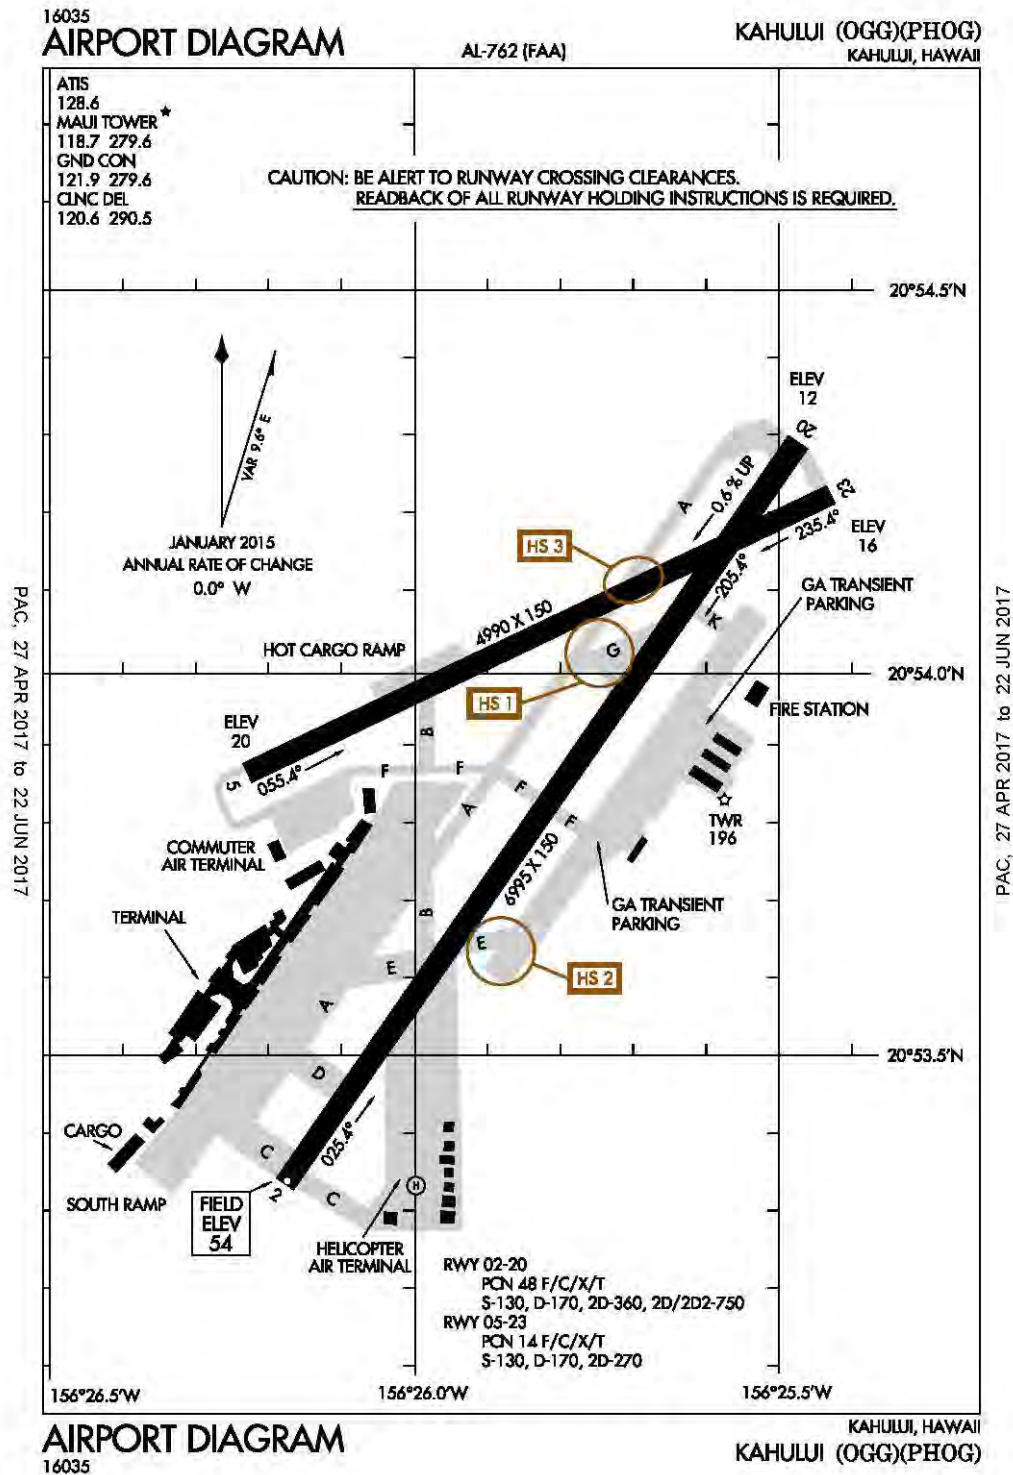 16035
AIRPORT DIAGRAM
AL-762 (FAA)
KAHULUI (OGG)(PHOG)
KAHULUI, HAWAII
ATIS
128.6
MAUI TOWER ★
118.7 279.6
GND CON
121.9 279.6
CLNC DEL
120.6 290.5
CAUTION: BE ALERT TO RUNWAY CROSSING CLEARANCES.
READBACK OF ALL RUNWAY HOLDING INSTRUCTIONS IS REQUIRED.
20°54.5'N
VAR 9.6° E
JANUARY 2015
ANNUAL RATE OF CHANGE
0.0° W
ELEV
12
20
0.6% UP
A
23
235.4°
ELEV
16
HS 3
205.4°
GA TRANSIENT
PARKING
K
4990 X 150
HOT CARGO RAMP
G
20°54.0'N
HS 1
FIRE STATION
ELEV
20
B
5
055.4°
F
F
F
F
A
TWR
196
COMMUTER
AIR TERMINAL
6995 X 150
GA TRANSIENT
PARKING
TERMINAL
B
E
E
HS 2
A
20°53.5'N
D
CARGO
C
025.4°
SOUTH RAMP
2
C
H
FIELD
ELEV
54
HELICOPTER
AIR TERMINAL
RWY 02-20
PCN 48 F/C/X/T
S-130, D-170, 2D-360, 2D/2D2-750
RWY 05-23
PCN 14 F/C/X/T
S-130, D-170, 2D-270
156°26.5'W
156°26.0'W
156°25.5'W
PAC, 27 APR 2017 to 22 JUN 2017
PAC, 27 APR 2017 to 22 JUN 2017
AIRPORT DIAGRAM
16035
KAHULUI, HAWAII
KAHULUI (OGG)(PHOG)